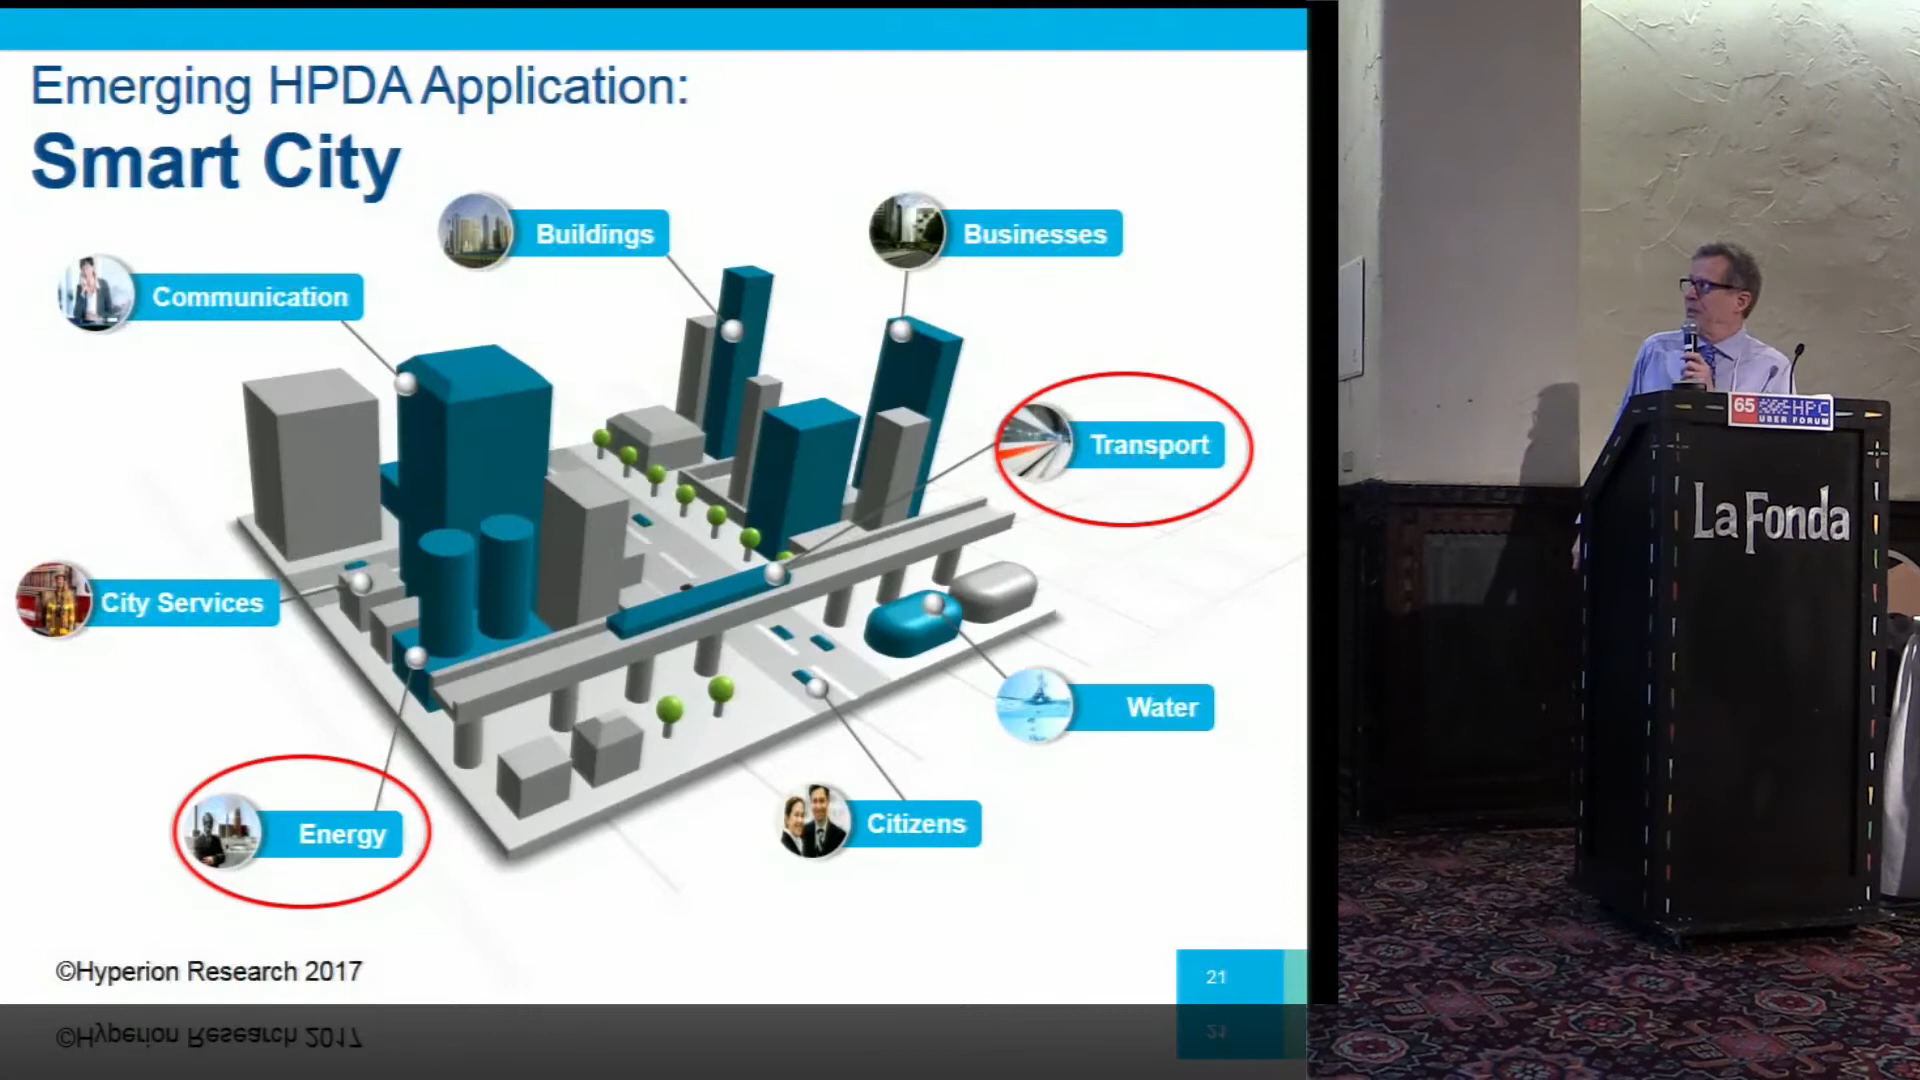 Emerging HPDA Application:
Smart City
Buildings
Businesses
Communication
Transport
City Services
Water
Energy
Citizens
©Hyperion Research 2017
21
65 HPC
UBER FORUM
La Fonda